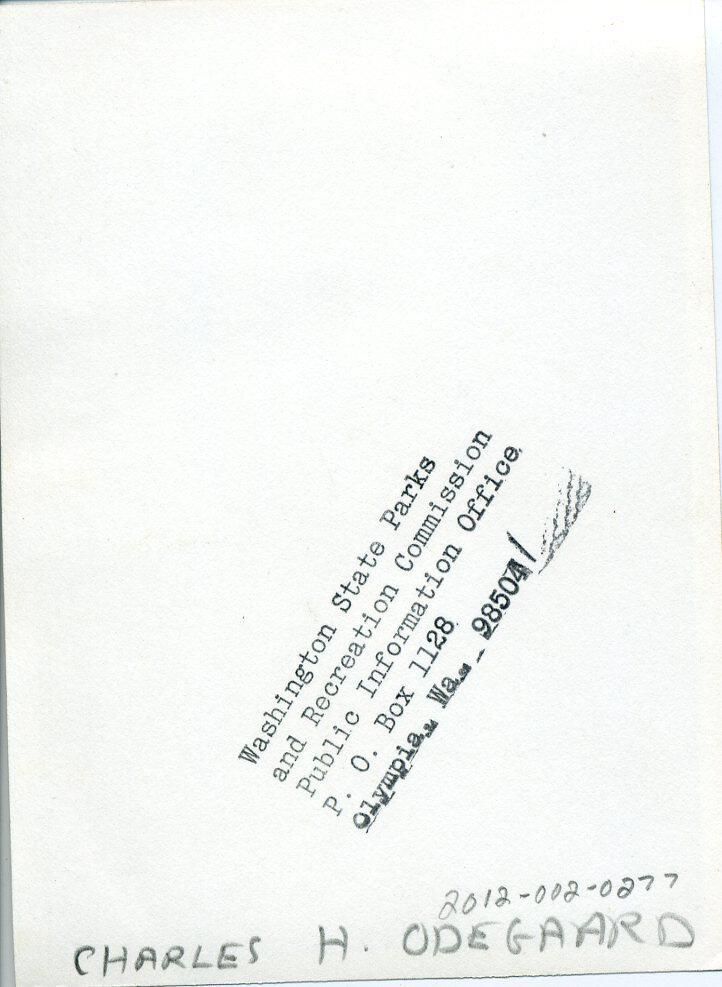 Washington State Parks
and Recreation Commission
Public Information Office
P. O. Box 1128
Olympia, Wa. 98504
2012-002-0277
CHARLES H. ODEGAARD